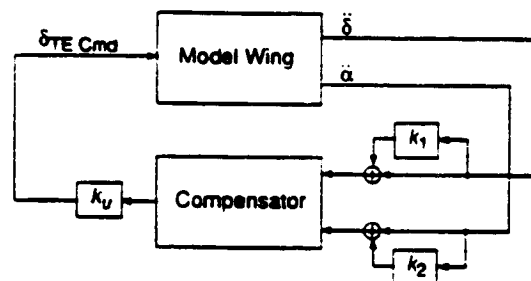 δ̈
δTE Cmd
Model Wing
α̈
k1
Compensator
kυ
k2